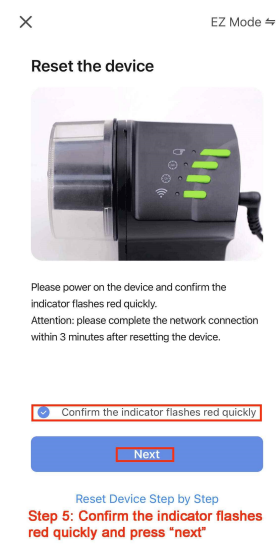 EZ Mode ⇋
Reset the device
Please power on the device and confirm the
indicator flashes red quickly.
Attention: please complete the network connection
within 3 minutes after resetting the device.
Confirm the indicator flashes red quickly
Next
Reset Device Step by Step
Step 5: Confirm the indicator flashes
red quickly and press “next”